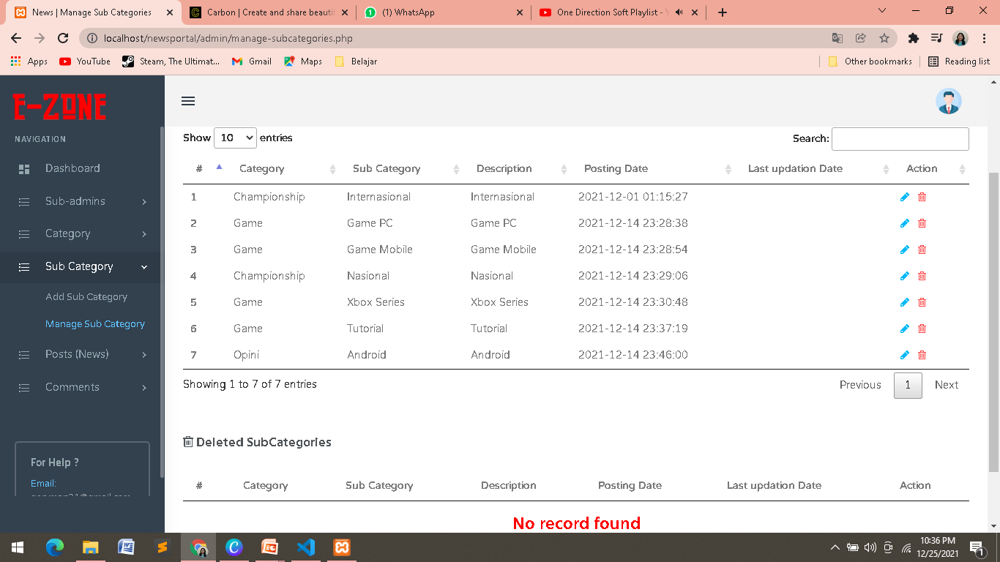 News | Manage Sub Categories
Carbon | Create and share beautif
(1) WhatsApp
One Direction Soft Playlist -
localhost/newsportal/admin/manage-subcategories.php
Apps YouTube Steam, The Ultimat... Gmail Maps Belajar Other bookmarks Reading list
E-ZONE
NAVIGATION
Dashboard
Sub-admins
Category
Sub Category
Add Sub Category
Manage Sub Category
Posts (News)
Comments
For Help ?
Email:
Show 10 entries
Search:
# Category Sub Category Description Posting Date Last updation Date Action
1 Championship Internasional Internasional 2021-12-01 01:15:27
2 Game Game PC Game PC 2021-12-14 23:28:38
3 Game Game Mobile Game Mobile 2021-12-14 23:28:54
4 Championship Nasional Nasional 2021-12-14 23:29:06
5 Game Xbox Series Xbox Series 2021-12-14 23:30:48
6 Game Tutorial Tutorial 2021-12-14 23:37:19
7 Opini Android Android 2021-12-14 23:46:00
Showing 1 to 7 of 7 entries
Previous 1 Next
Deleted SubCategories
# Category Sub Category Description Posting Date Last updation Date Action
No record found
10:36 PM
12/25/2021
1